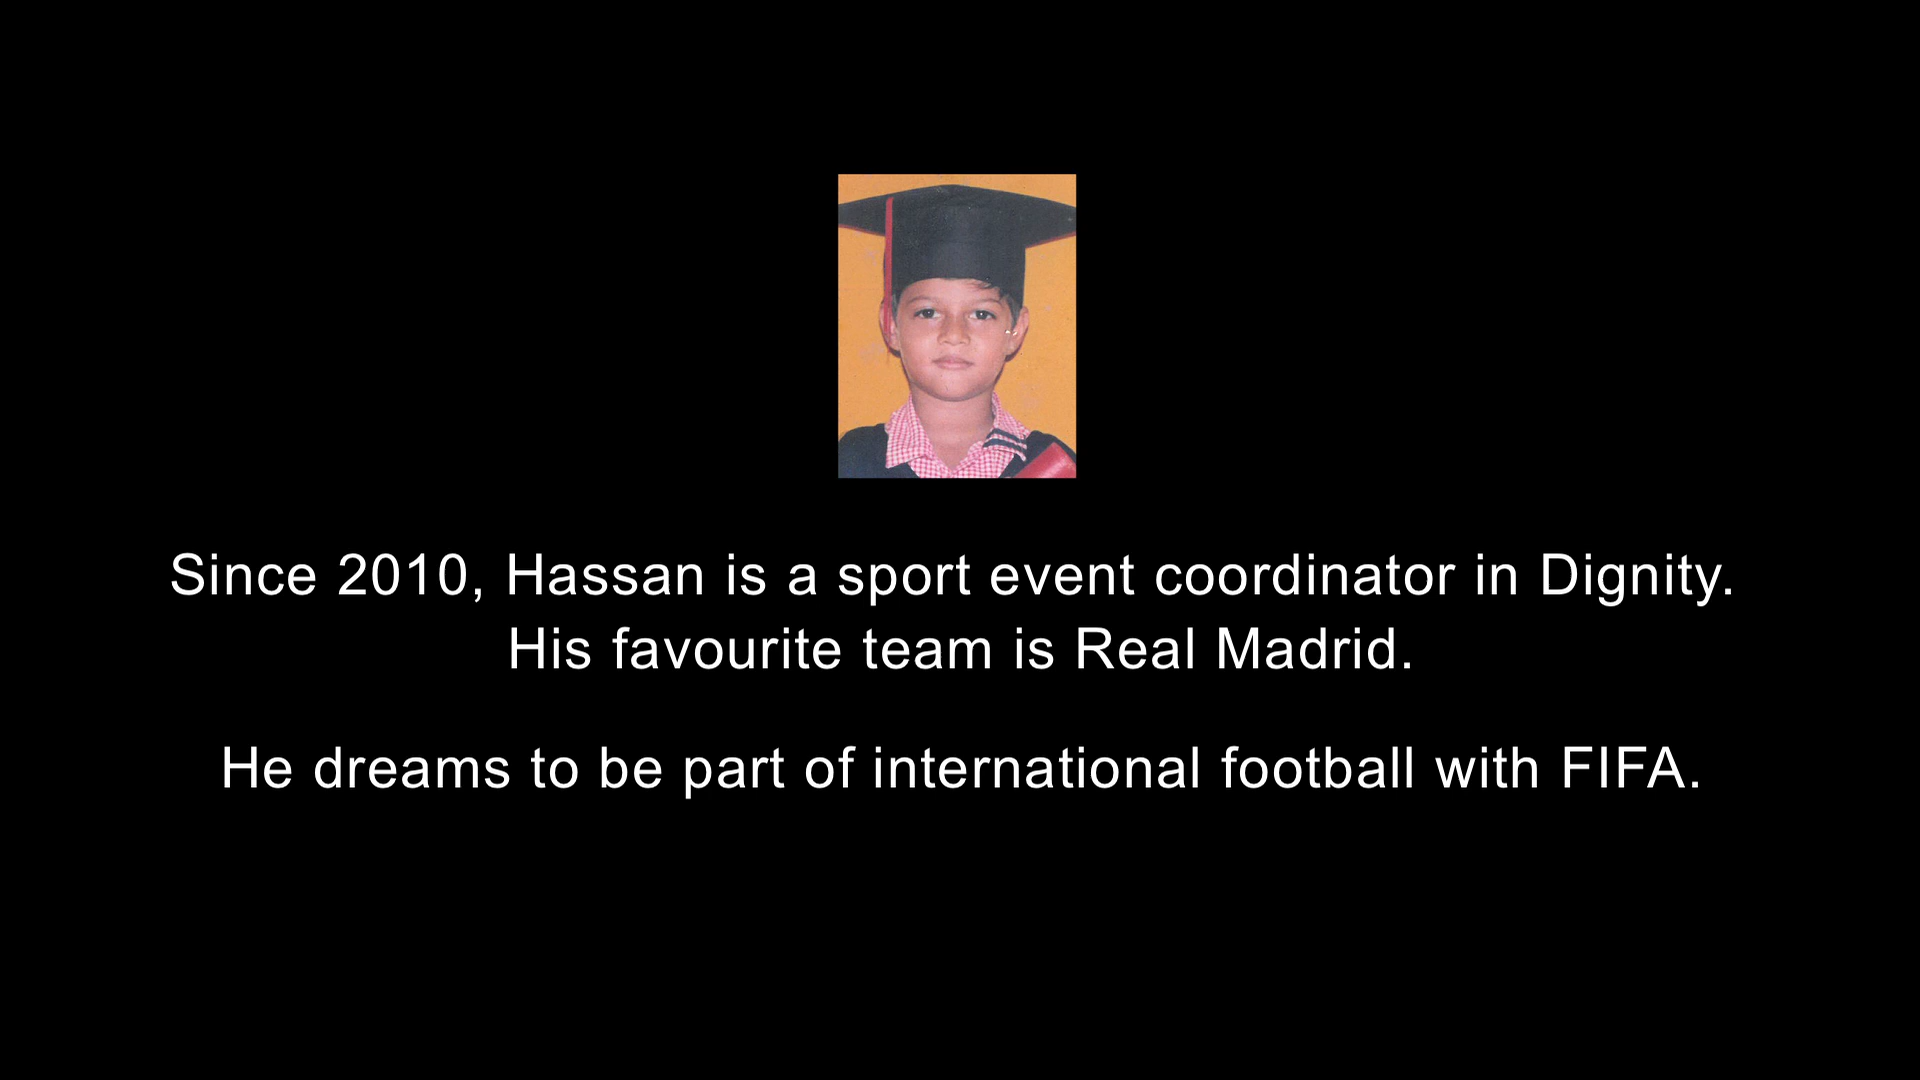 Since 2010, Hassan is a sport event coordinator in Dignity.
His favourite team is Real Madrid.
He dreams to be part of international football with FIFA.